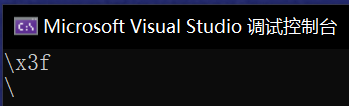 Microsoft Visual Studio 调试控制台
\x3f
\